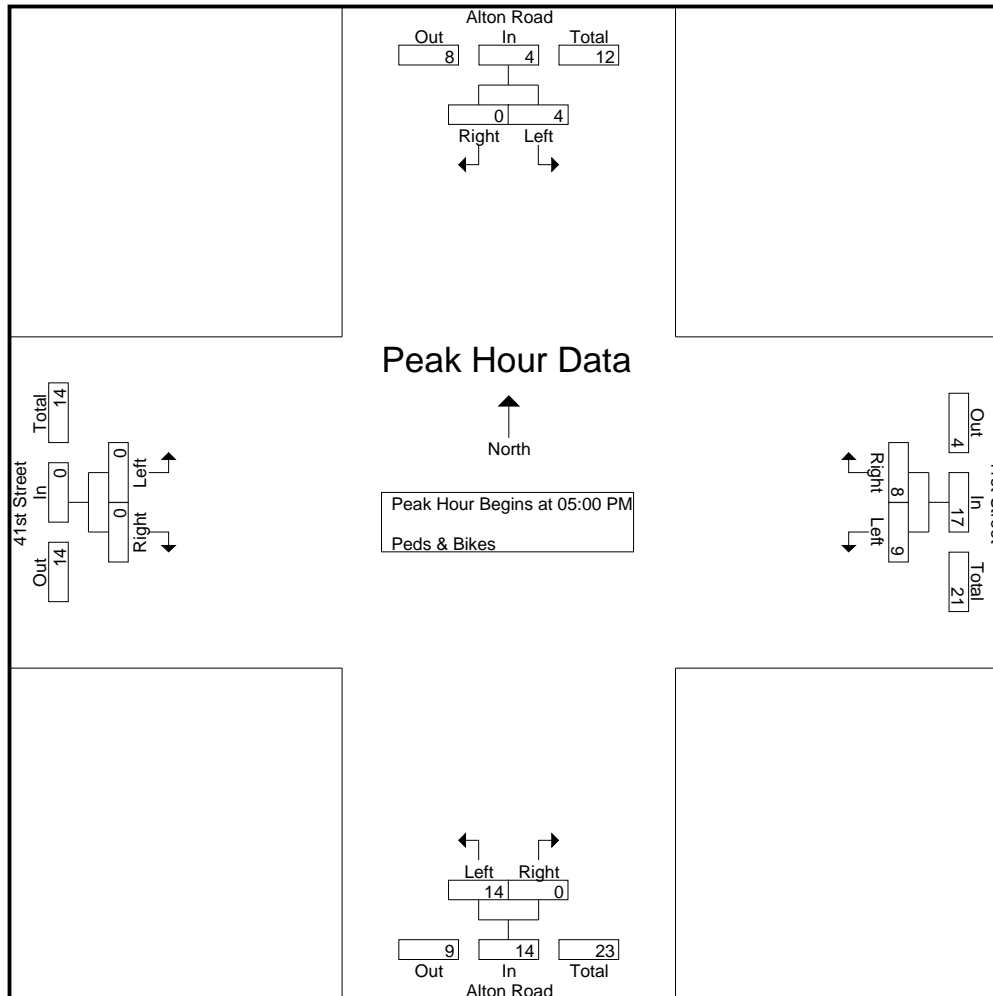 Alton Road
Out In Total
8 4 12
0 4
Right Left
Peak Hour Data
North
Peak Hour Begins at 05:00 PM
Peds & Bikes
41st Street
Out In Total
14 0 14
Right Left
0 0
Out In Total
4 17 21
Right Left
8 9
Left Right
14 0
9 14 23
Out In Total
Alton Road